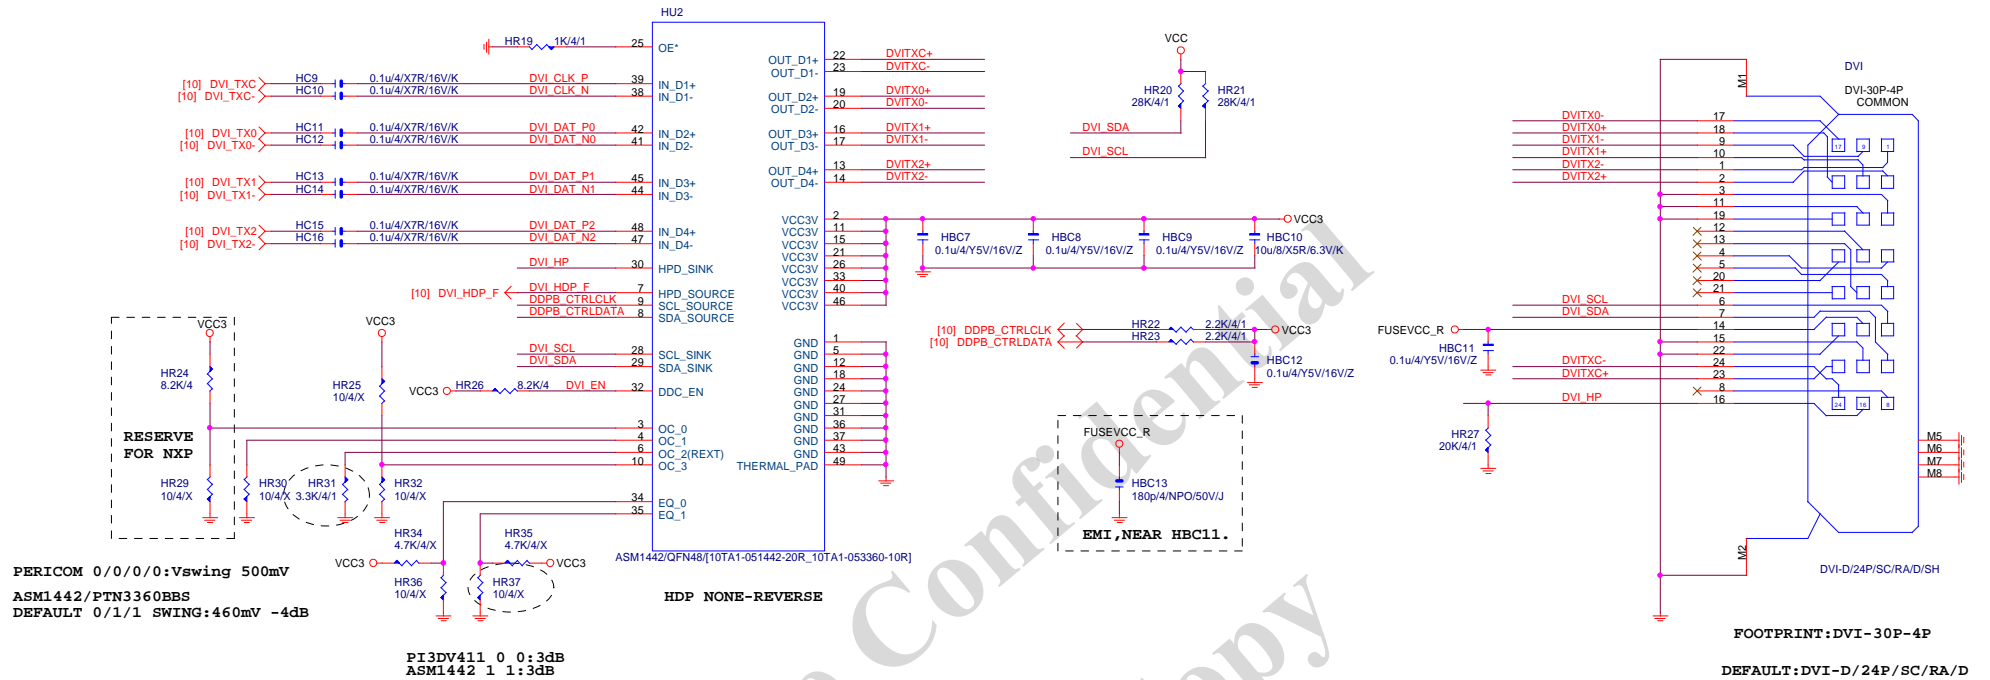 HU2
HR19 1K/4/1 25 OE*
[10] DVI_TXC HC9 0.1u/4/X7R/16V/K DVI_CLK_P 39 IN_D1+
[10] DVI_TXC- HC10 0.1u/4/X7R/16V/K DVI_CLK_N 38 IN_D1-
[10] DVI_TX0 HC11 0.1u/4/X7R/16V/K DVI_DAT_P0 42 IN_D2+
[10] DVI_TX0- HC12 0.1u/4/X7R/16V/K DVI_DAT_N0 41 IN_D2-
[10] DVI_TX1 HC13 0.1u/4/X7R/16V/K DVI_DAT_P1 45 IN_D3+
[10] DVI_TX1- HC14 0.1u/4/X7R/16V/K DVI_DAT_N1 44 IN_D3-
[10] DVI_TX2 HC15 0.1u/4/X7R/16V/K DVI_DAT_P2 48 IN_D4+
[10] DVI_TX2- HC16 0.1u/4/X7R/16V/K DVI_DAT_N2 47 IN_D4-
DVI_HP 30 HPD_SINK
[10] DVI_HDP_F DVI_HDP_F 7 HPD_SOURCE
DDPB_CTRLCLK 9 SCL_SOURCE
DDPB_CTRLDATA 8 SDA_SOURCE
DVI_SCL 28 SCL_SINK
DVI_SDA 29 SDA_SINK
VCC3 HR26 8.2K/4 DVI_EN 32 DDC_EN
3 OC_0
4 OC_1
6 OC_2(REXT)
10 OC_3
34 EQ_0
35 EQ_1
VCC3
HR24
8.2K/4
RESERVE
FOR NXP
HR29
10/4/X
HR30
10/4/X
HR31
3.3K/4/1
VCC3
HR25
10/4/X
HR32
10/4/X
HR34
4.7K/4/X
VCC3
HR36
10/4/X
HR35
4.7K/4/X
VCC3
HR37
10/4/X
PERICOM 0/0/0/0:Vswing 500mV
ASM1442/PTN3360BBS
DEFAULT 0/1/1 SWING:460mV -4dB
PI3DV411 0 0:3dB
ASM1442 1 1:3dB
OUT_D1+ 22 DVITXC+
OUT_D1- 23 DVITXC-
OUT_D2+ 19 DVITX0+
OUT_D2- 20 DVITX0-
OUT_D3+ 16 DVITX1+
OUT_D3- 17 DVITX1-
OUT_D4+ 13 DVITX2+
OUT_D4- 14 DVITX2-
VCC3V 2
VCC3V 11
VCC3V 15
VCC3V 21
VCC3V 26
VCC3V 33
VCC3V 40
VCC3V 46
GND 1
GND 5
GND 12
GND 18
GND 24
GND 27
GND 31
GND 36
GND 37
GND 43
THERMAL_PAD 49
ASM1442/QFN48/[10TA1-051442-20R_10TA1-053360-10R]
HDP NONE-REVERSE
VCC
HR20
28K/4/1
HR21
28K/4/1
DVI_SDA
DVI_SCL
VCC3
HBC7
0.1u/4/Y5V/16V/Z
HBC8
0.1u/4/Y5V/16V/Z
HBC9
0.1u/4/Y5V/16V/Z
HBC10
10u/8/X5R/6.3V/K
[10] DDPB_CTRLCLK HR22 2.2K/4/1 VCC3
[10] DDPB_CTRLDATA HR23 2.2K/4/1
HBC12
0.1u/4/Y5V/16V/Z
FUSEVCC_R
HBC13
180p/4/NPO/50V/J
EMI,NEAR HBC11.
Confidential
Copy
DVI
DVI-30P-4P
COMMON
M1
DVITX0- 17
DVITX0+ 18
DVITX1- 9
DVITX1+ 10
DVITX2- 1
DVITX2+ 2
3
11
19
12
13
4
5
20
21
DVI_SCL 6
DVI_SDA 7
FUSEVCC_R 14
15
22
DVITXC- 24
DVITXC+ 23
8
DVI_HP 16
HBC11
0.1u/4/Y5V/16V/Z
HR27
20K/4/1
17 9 1
24 16 8
M5
M6
M7
M8
M2
DVI-D/24P/SC/RA/D/SH
FOOTPRINT:DVI-30P-4P
DEFAULT:DVI-D/24P/SC/RA/D